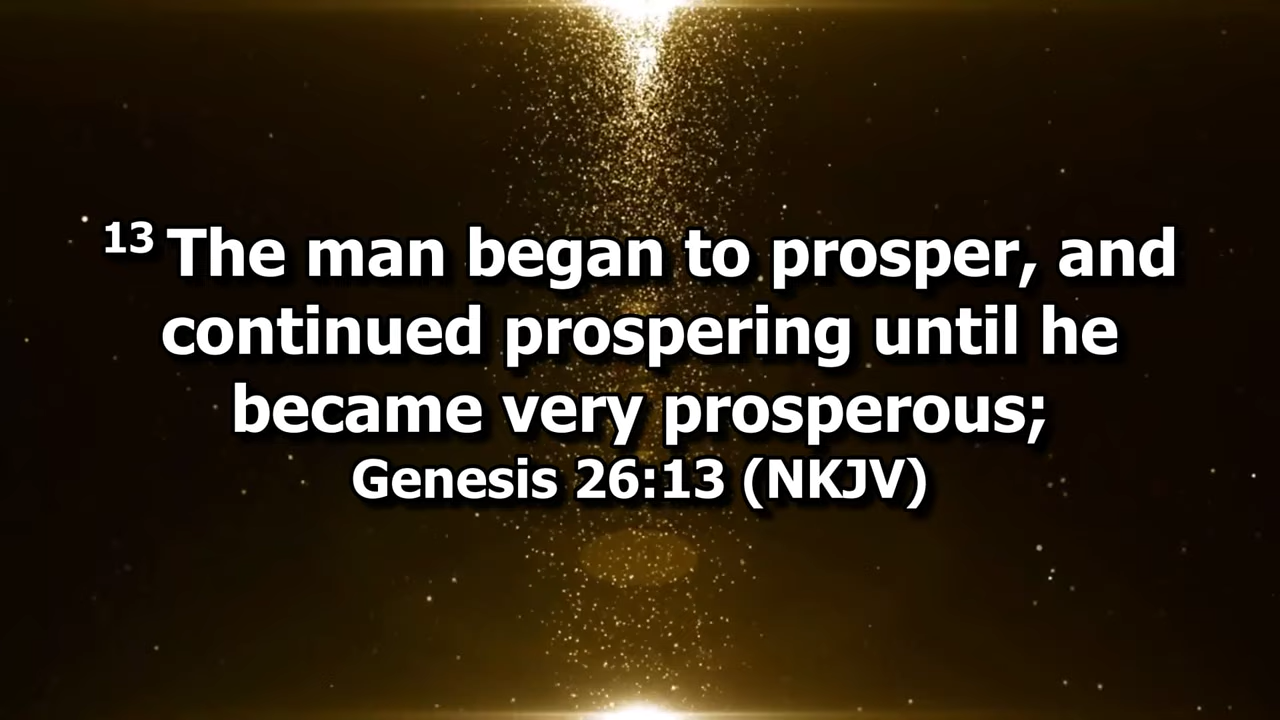 13 The man began to prosper, and
continued prospering until he
became very prosperous;
Genesis 26:13 (NKJV)